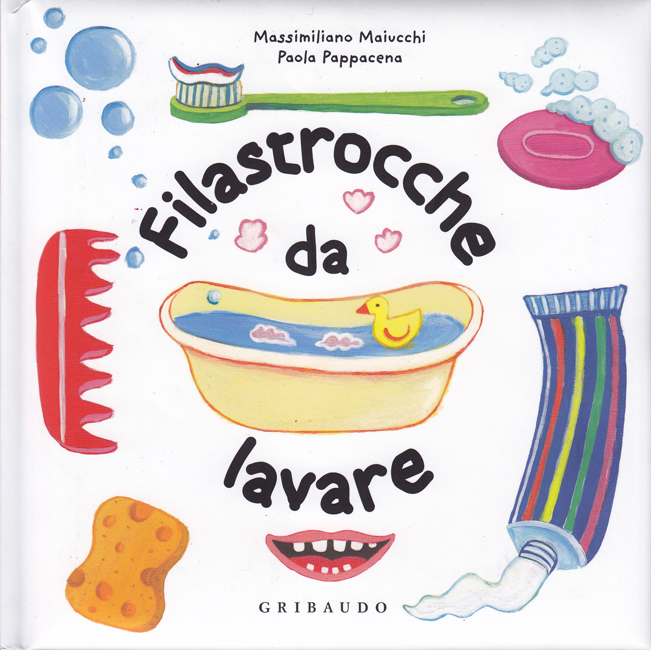 Massimiliano Maiucchi
Paola Pappacena
Filastrocche
da
lavare
GRIBAUDO